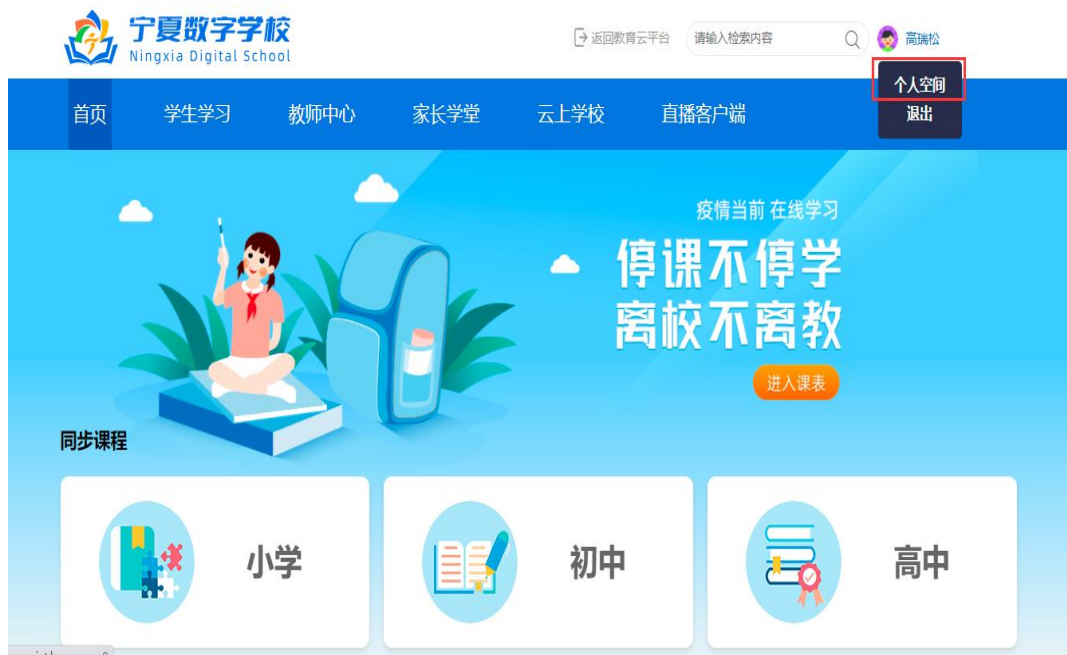 宁夏数字学校
Ningxia Digital School
返回教育云平台
请输入检索内容
高瑞松
个人空间
退出
首页 学生学习 教师中心 家长学堂 云上学校 直播客户端
疫情当前 在线学习
停课不停学
离校不离教
进入课表
同步课程
小学
初中
高中